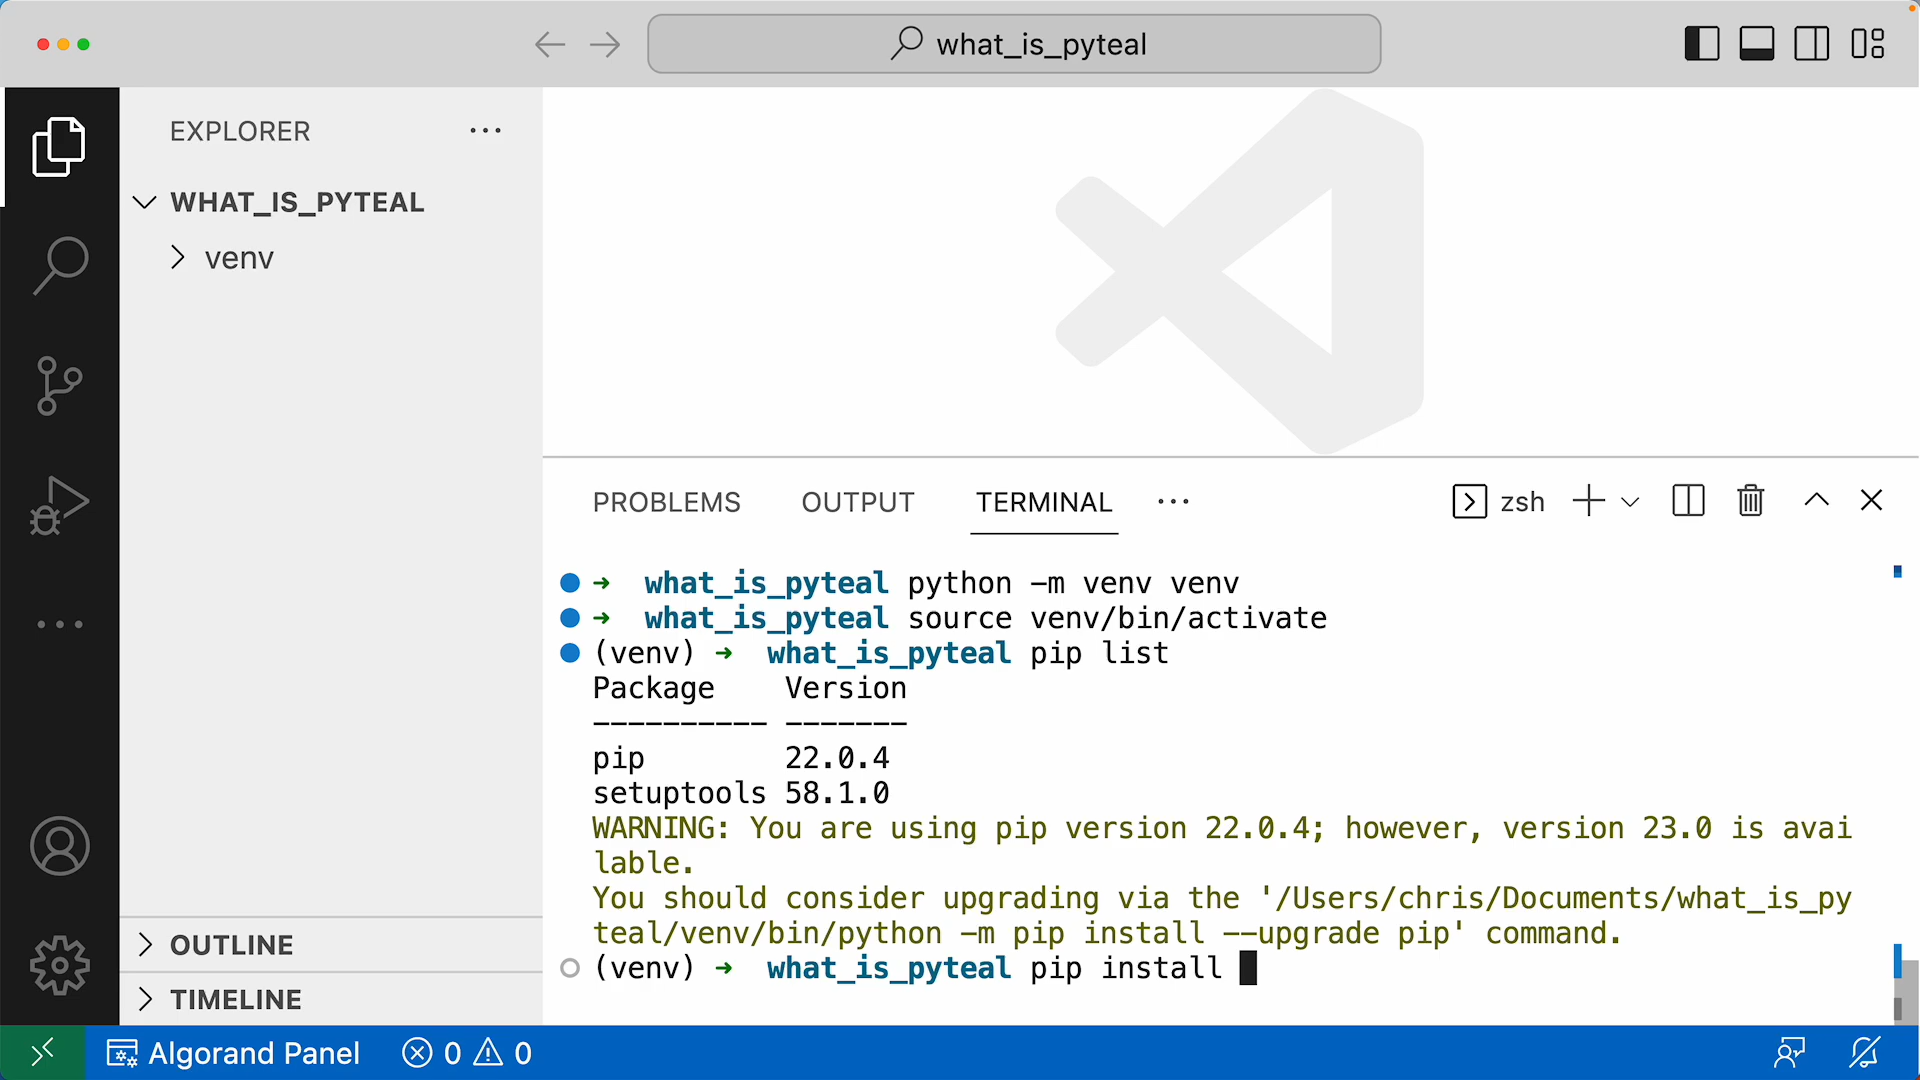 what_is_pyteal
EXPLORER
WHAT_IS_PYTEAL
venv
OUTLINE
TIMELINE
PROBLEMS OUTPUT TERMINAL ··· zsh
➜ what_is_pyteal python -m venv venv
➜ what_is_pyteal source venv/bin/activate
(venv) ➜ what_is_pyteal pip list
Package    Version
---------- -------
pip        22.0.4
setuptools 58.1.0
WARNING: You are using pip version 22.0.4; however, version 23.0 is avai
lable.
You should consider upgrading via the '/Users/chris/Documents/what_is_py
teal/venv/bin/python -m pip install --upgrade pip' command.
(venv) ➜ what_is_pyteal pip install
Algorand Panel 0 0